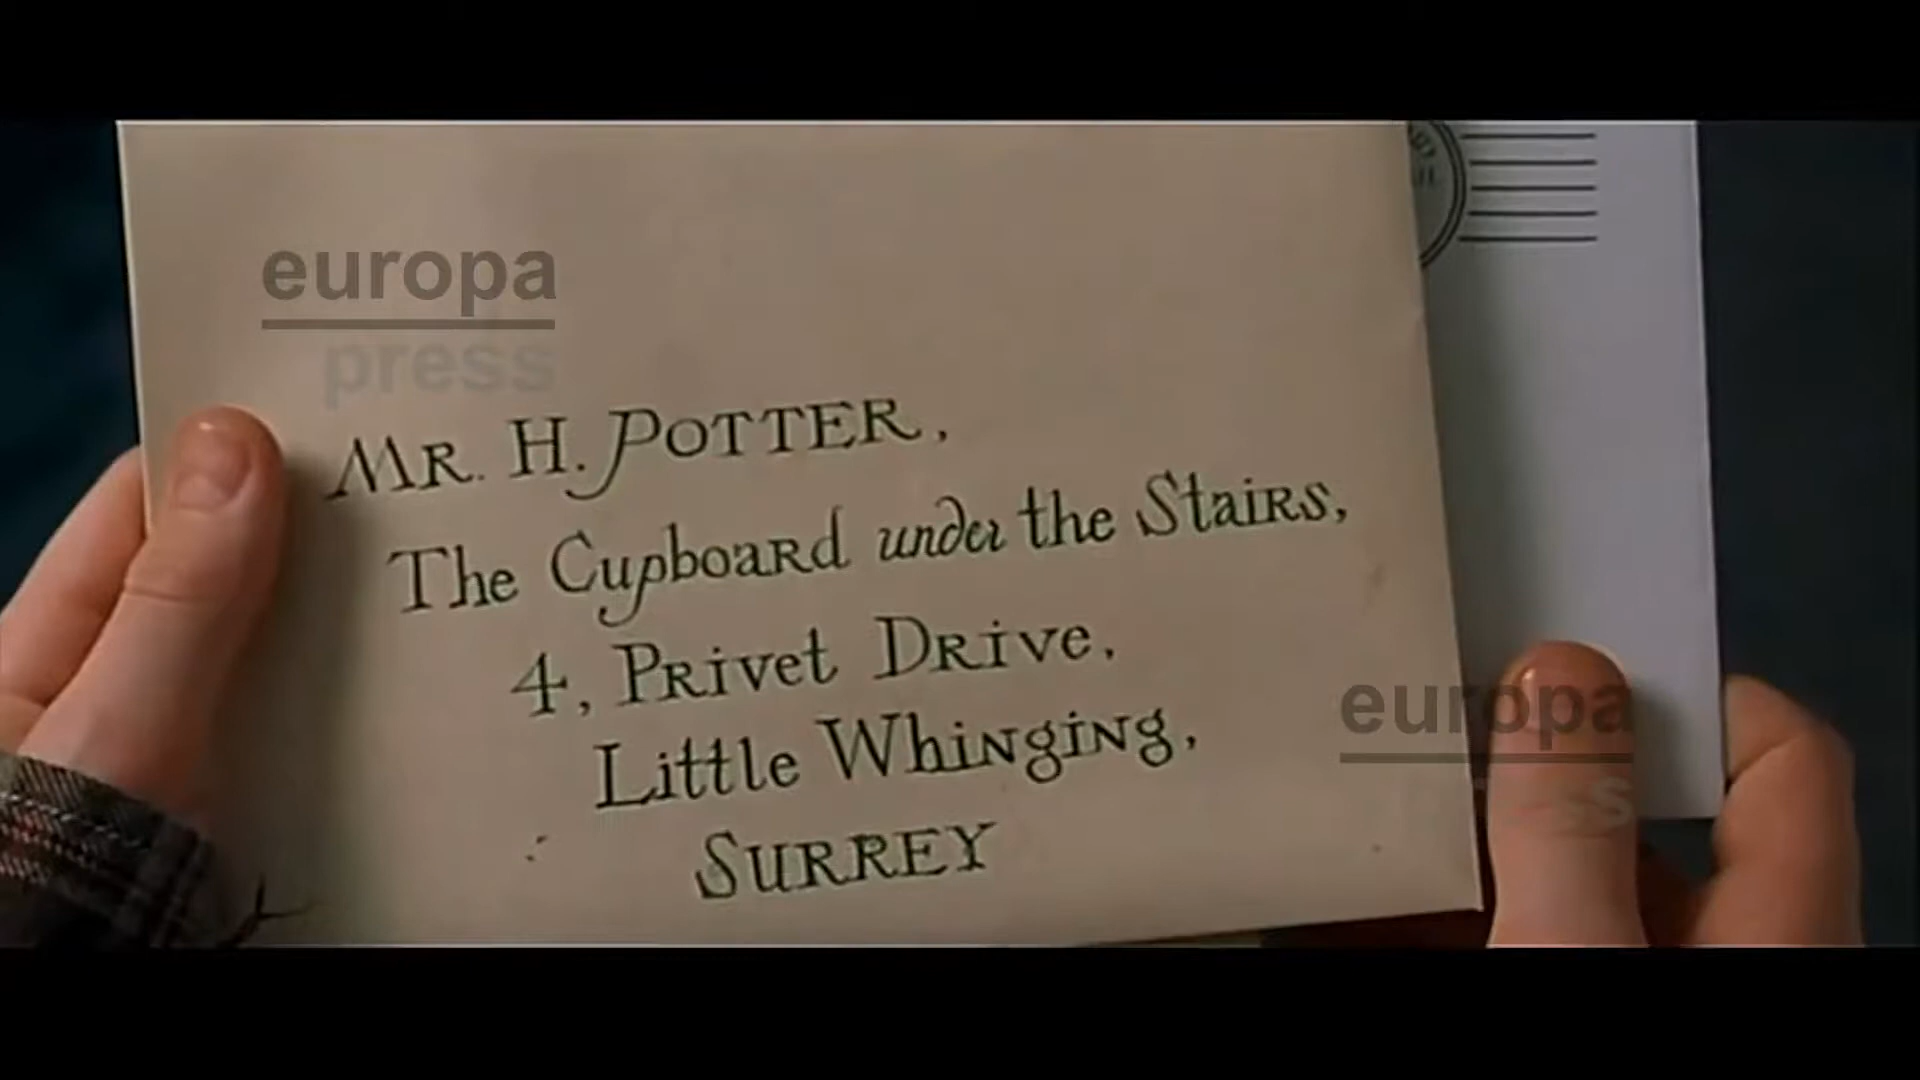 europa
press
MR. H. POTTER,
The Cupboard under the Stairs,
4, Privet Drive,
Little Whinging,
SURREY
europa